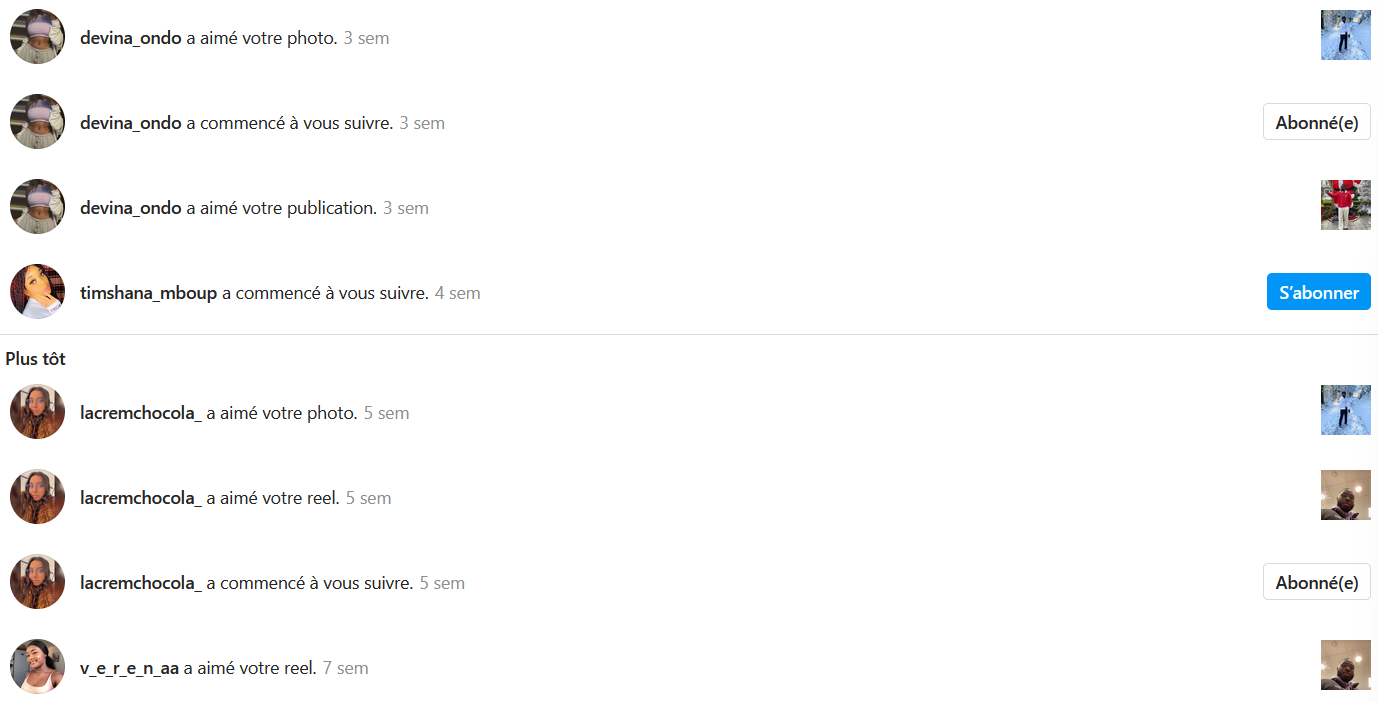 devina_ondo a aimé votre photo. 3 sem
devina_ondo a commencé à vous suivre. 3 sem Abonné(e)
devina_ondo a aimé votre publication. 3 sem
timshana_mboup a commencé à vous suivre. 4 sem S’abonner
Plus tôt
lacremchocola_ a aimé votre photo. 5 sem
lacremchocola_ a aimé votre reel. 5 sem
lacremchocola_ a commencé à vous suivre. 5 sem Abonné(e)
v_e_r_e_n_aa a aimé votre reel. 7 sem